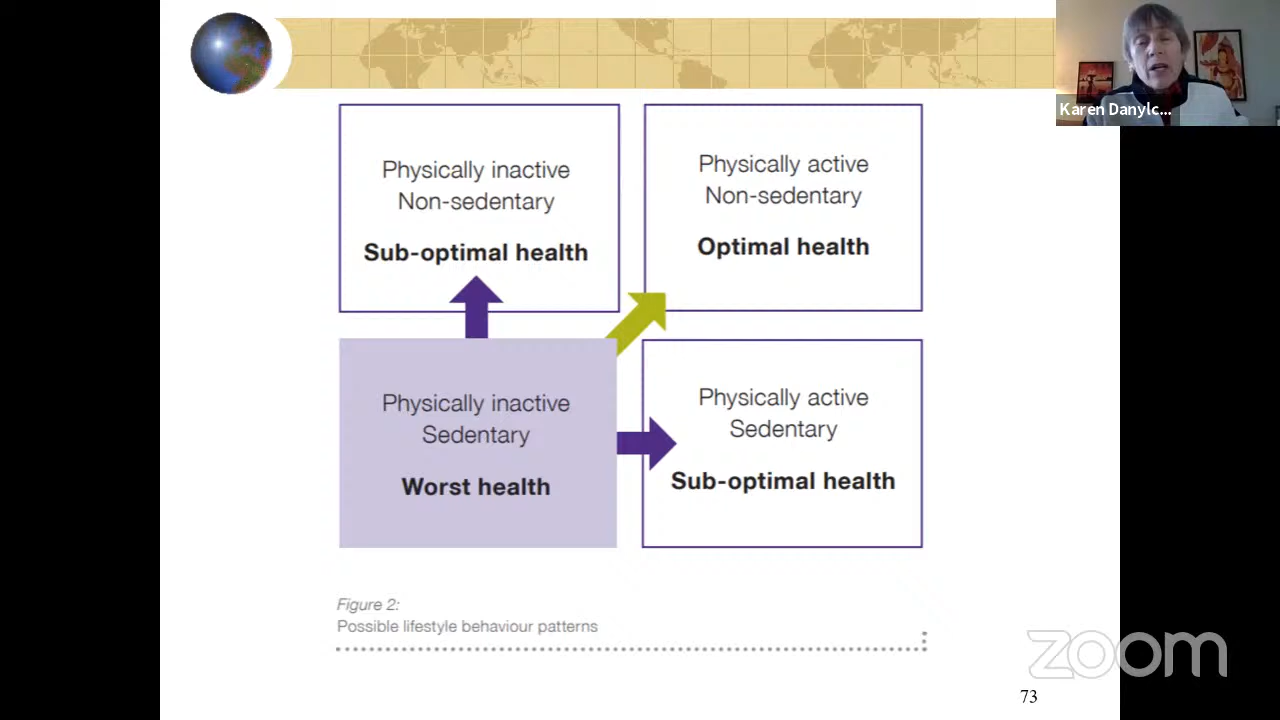 Karen Danylc...
Physically inactive
Non-sedentary
Sub-optimal health
Physically active
Non-sedentary
Optimal health
Physically inactive
Sedentary
Worst health
Physically active
Sedentary
Sub-optimal health
Figure 2:
Possible lifestyle behaviour patterns
zoom
73